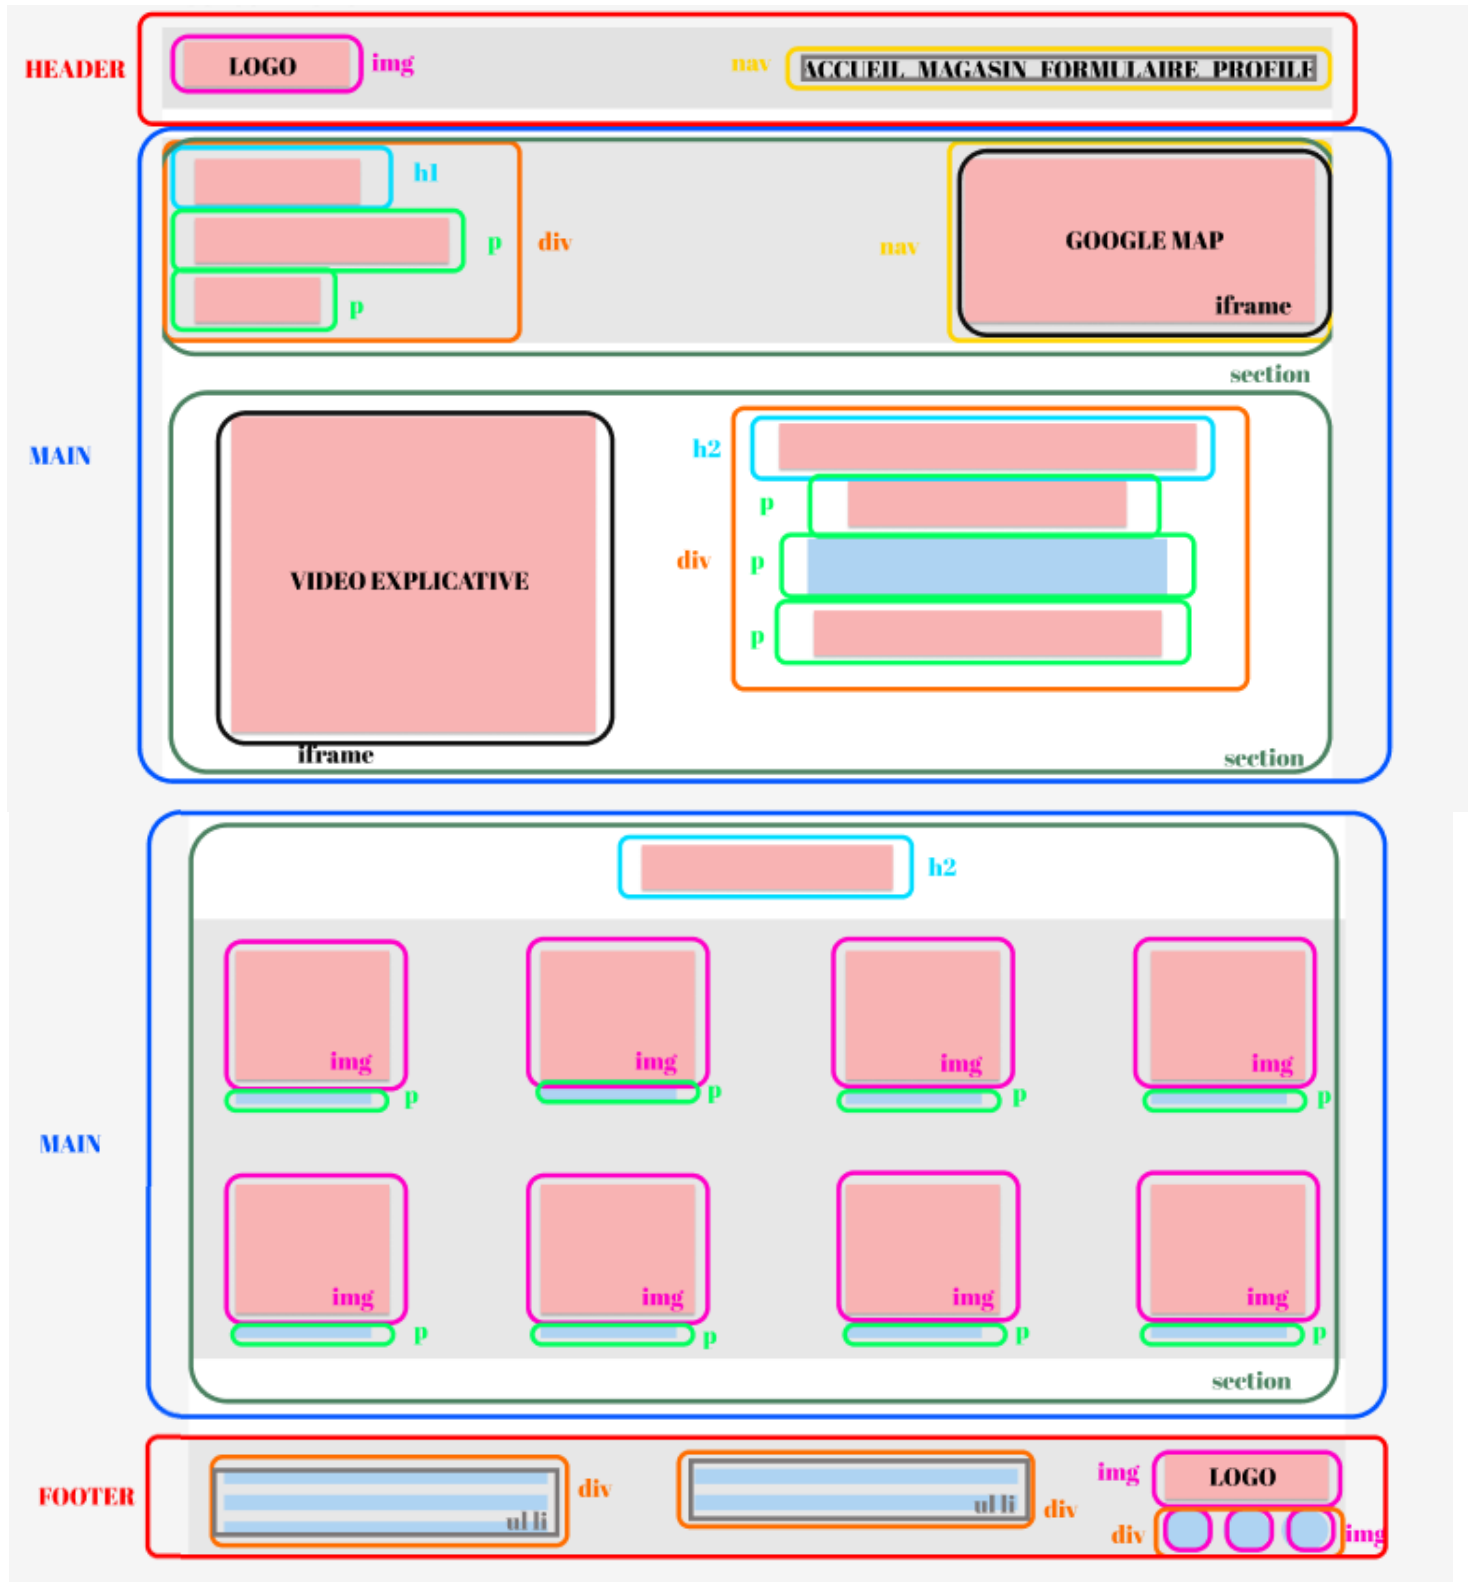 HEADER
LOGO
img
nav
ACCUEIL MAGASIN FORMULAIRE PROFILE
h1
p
div
p
nav
GOOGLE MAP
iframe
section
MAIN
VIDEO EXPLICATIVE
iframe
h2
p
div
p
p
section
MAIN
h2
img
img
img
img
p
p
p
p
img
img
img
img
p
p
p
p
section
FOOTER
ul li
div
ul li
div
img
LOGO
div
img